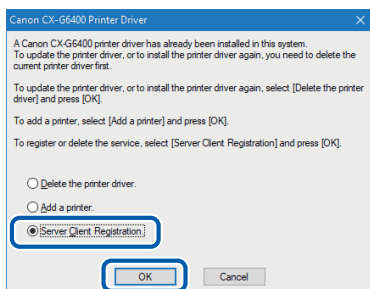 Canon CX-G6400 Printer Driver
A Canon CX-G6400 printer driver has already been installed in this system.
To update the printer driver, or to install the printer driver again, you need to delete the
current printer driver first.
To update the printer driver, or to install the printer driver again, select [Delete the printer
driver] and press [OK].
To add a printer, select [Add a printer] and press [OK].
To register or delete the service, select [Server Client Registration] and press [OK].
Delete the printer driver.
Add a printer.
Server Client Registration.
OK Cancel